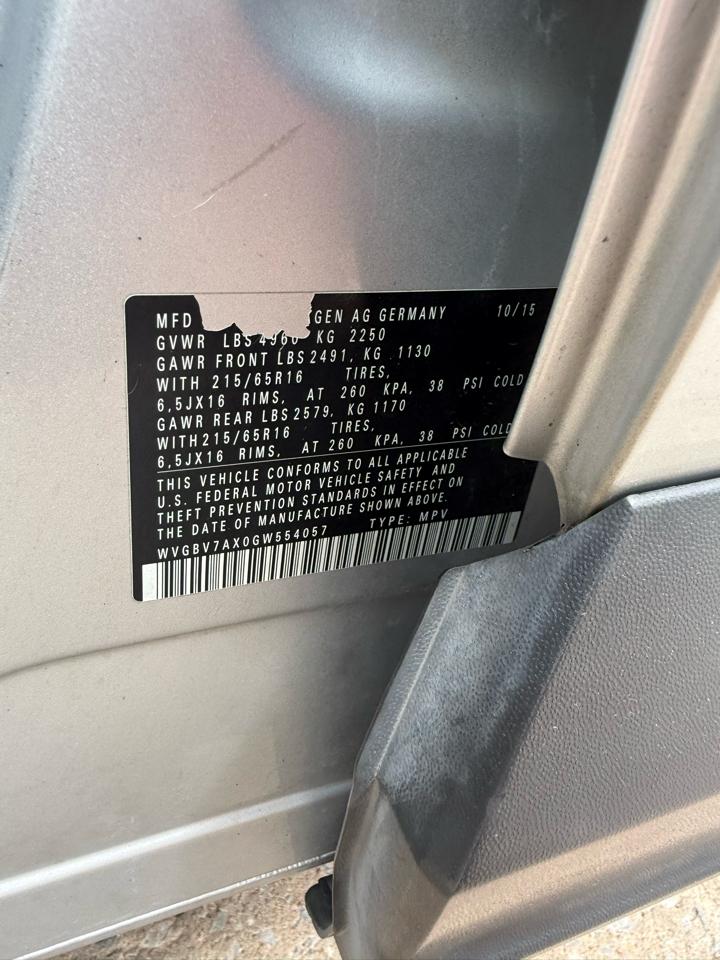 MFD GEN AG GERMANY 10/15
GVWR LBS 4960 KG 2250
GAWR FRONT LBS 2491, KG 1130
WITH 215/65R16 TIRES,
6,5JX16 RIMS, AT 260 KPA, 38 PSI COLD
GAWR REAR LBS 2579, KG 1170
WITH 215/65R16 TIRES,
6,5JX16 RIMS, AT 260 KPA, 38 PSI COLD
THIS VEHICLE CONFORMS TO ALL APPLICABLE
U.S. FEDERAL MOTOR VEHICLE SAFETY AND
THEFT PREVENTION STANDARDS IN EFFECT ON
THE DATE OF MANUFACTURE SHOWN ABOVE.
WVGBV7AX0GW554057 TYPE: MPV